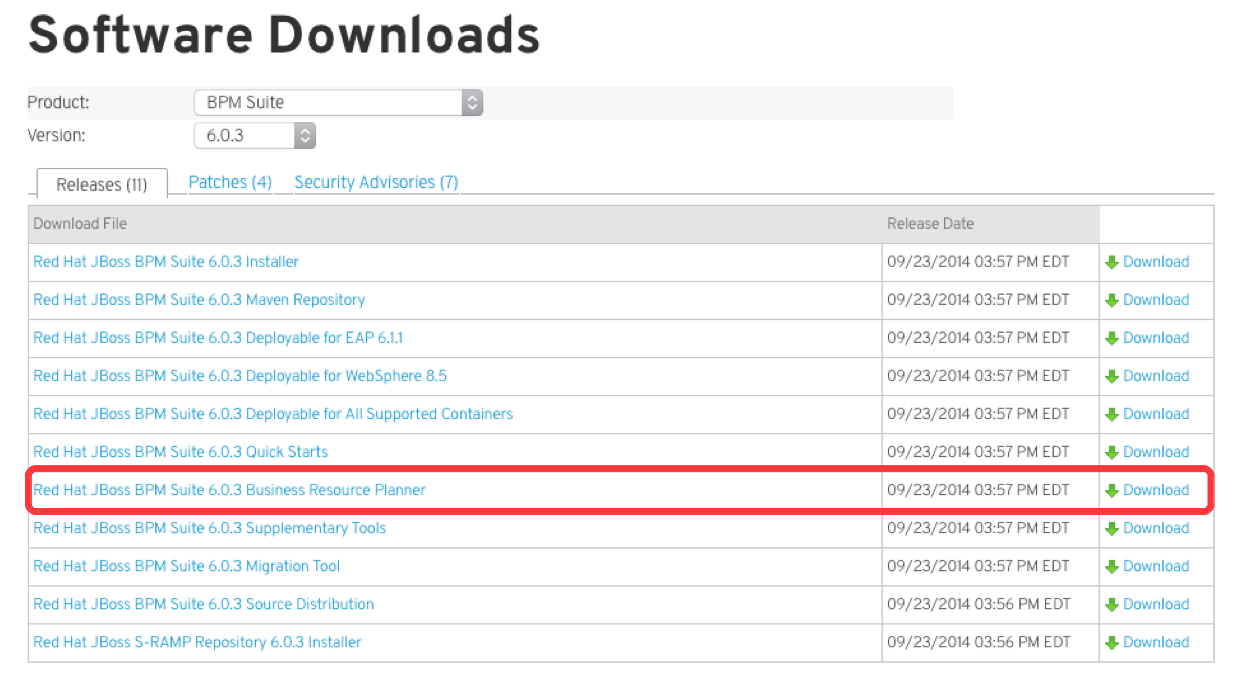 Software Downloads
Product: BPM Suite
Version: 6.0.3
Releases (11) Patches (4) Security Advisories (7)
Download File Release Date
Red Hat JBoss BPM Suite 6.0.3 Installer 09/23/2014 03:57 PM EDT Download
Red Hat JBoss BPM Suite 6.0.3 Maven Repository 09/23/2014 03:57 PM EDT Download
Red Hat JBoss BPM Suite 6.0.3 Deployable for EAP 6.1.1 09/23/2014 03:57 PM EDT Download
Red Hat JBoss BPM Suite 6.0.3 Deployable for WebSphere 8.5 09/23/2014 03:57 PM EDT Download
Red Hat JBoss BPM Suite 6.0.3 Deployable for All Supported Containers 09/23/2014 03:57 PM EDT Download
Red Hat JBoss BPM Suite 6.0.3 Quick Starts 09/23/2014 03:57 PM EDT Download
Red Hat JBoss BPM Suite 6.0.3 Business Resource Planner 09/23/2014 03:57 PM EDT Download
Red Hat JBoss BPM Suite 6.0.3 Supplementary Tools 09/23/2014 03:57 PM EDT Download
Red Hat JBoss BPM Suite 6.0.3 Migration Tool 09/23/2014 03:57 PM EDT Download
Red Hat JBoss BPM Suite 6.0.3 Source Distribution 09/23/2014 03:56 PM EDT Download
Red Hat JBoss S-RAMP Repository 6.0.3 Installer 09/23/2014 03:56 PM EDT Download